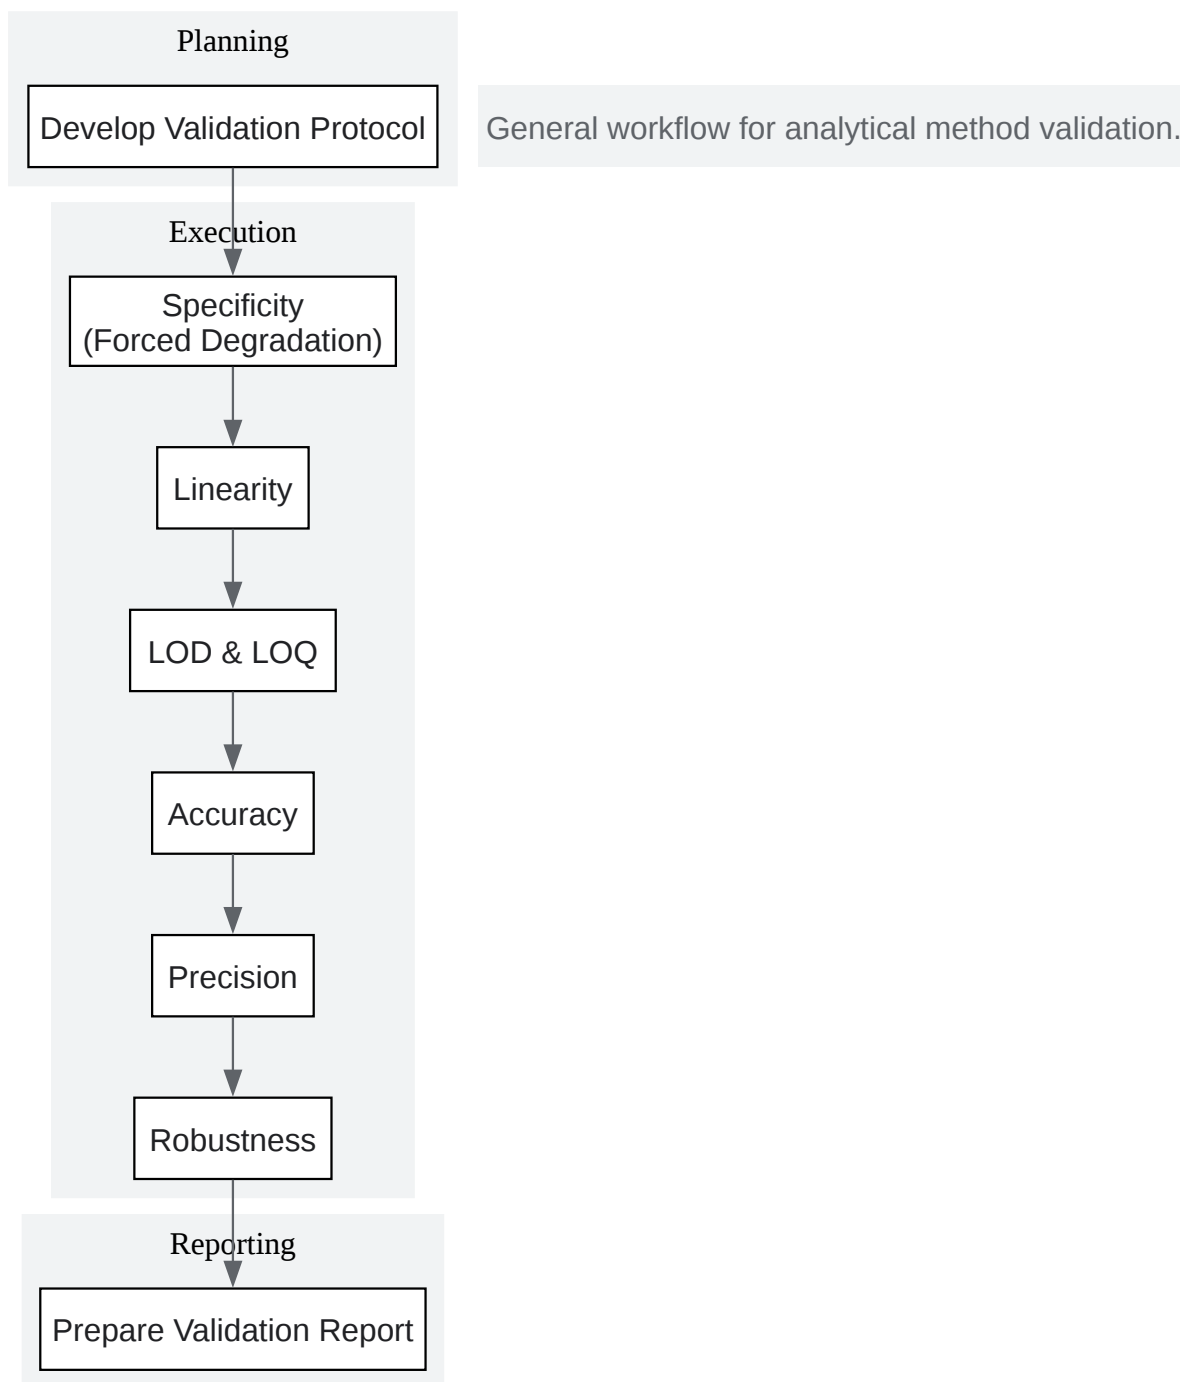 Planning
Develop Validation Protocol
General workflow for analytical method validation.
Execution
Specificity
(Forced Degradation)
Linearity
LOD & LOQ
Accuracy
Precision
Robustness
Reporting
Prepare Validation Report